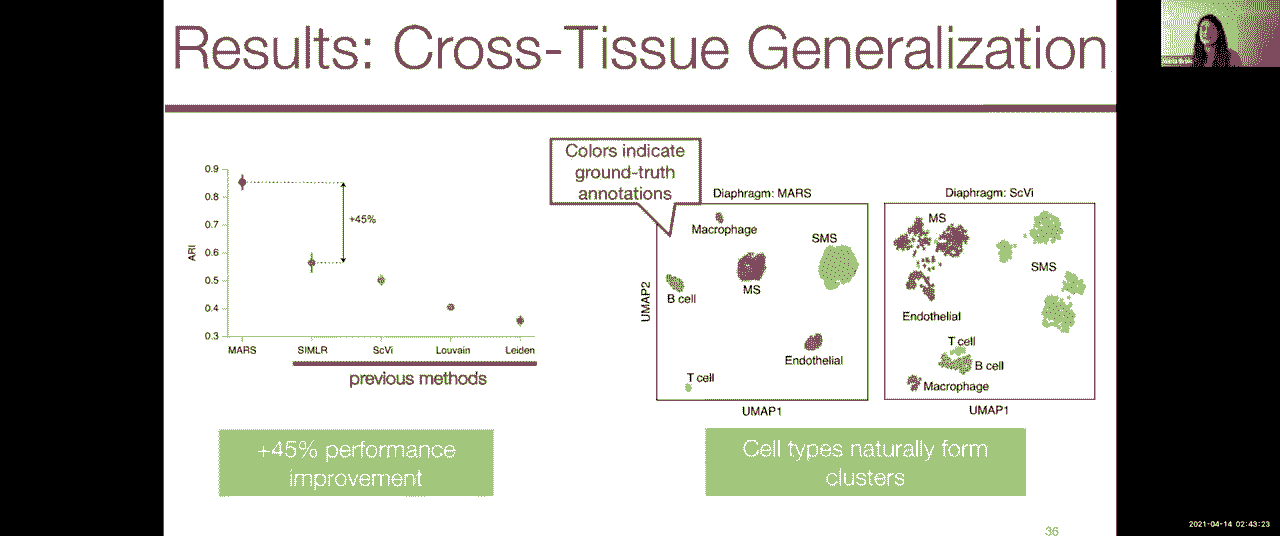 Results: Cross-Tissue Generalization
Colors indicate
ground-truth
annotations
0.9
0.8
0.7
0.6
0.5
0.4
0.3
ARI
+45%
MARS
SIMLR
ScVi
Louvain
Leiden
previous methods
+45% performance
improvement
Diaphragm: MARS
Macrophage
SMS
MS
B cell
Endothelial
T cell
UMAP2
UMAP1
Diaphragm: ScVi
MS
SMS
Endothelial
T cell
B cell
Macrophage
UMAP1
Cell types naturally form
clusters
36
2021-04-14 02:43:23